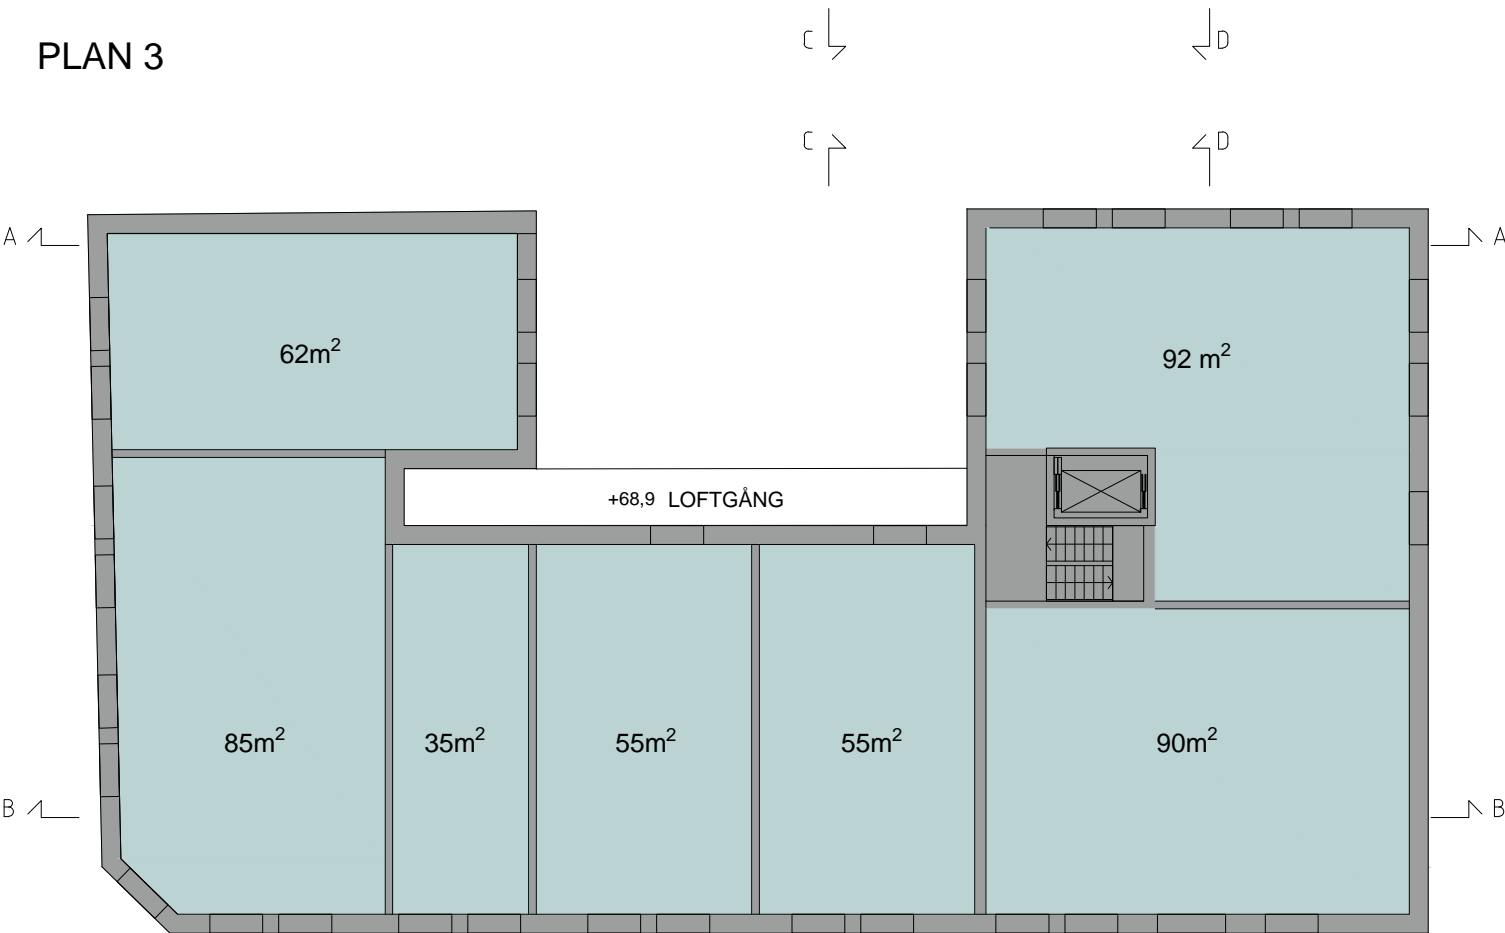 PLAN 3
C D
C D
A A
62m²
92 m²
+68,9 LOFTGÅNG
85m²
35m²
55m²
55m²
90m²
B B